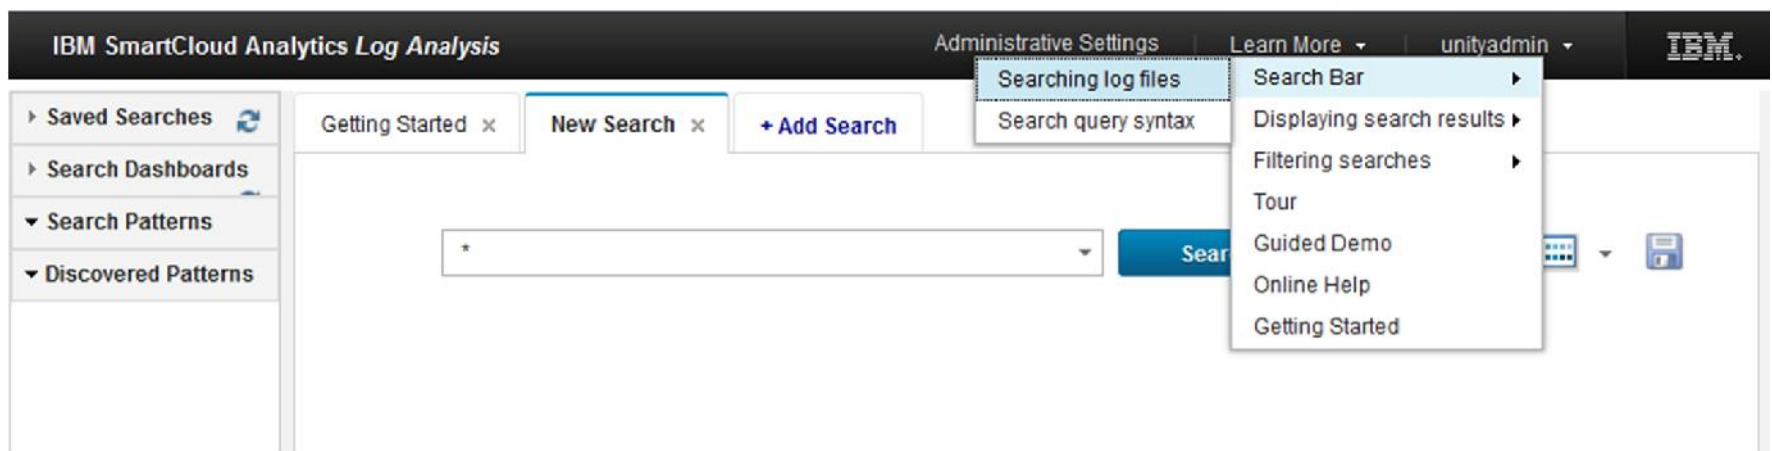 IBM SmartCloud Analytics Log Analysis
Administrative Settings
Learn More
unityadmin
IBM.
Saved Searches
Search Dashboards
Search Patterns
Discovered Patterns
Getting Started ×
New Search ×
+ Add Search
*
Sear
Searching log files
Search query syntax
Search Bar
Displaying search results
Filtering searches
Tour
Guided Demo
Online Help
Getting Started